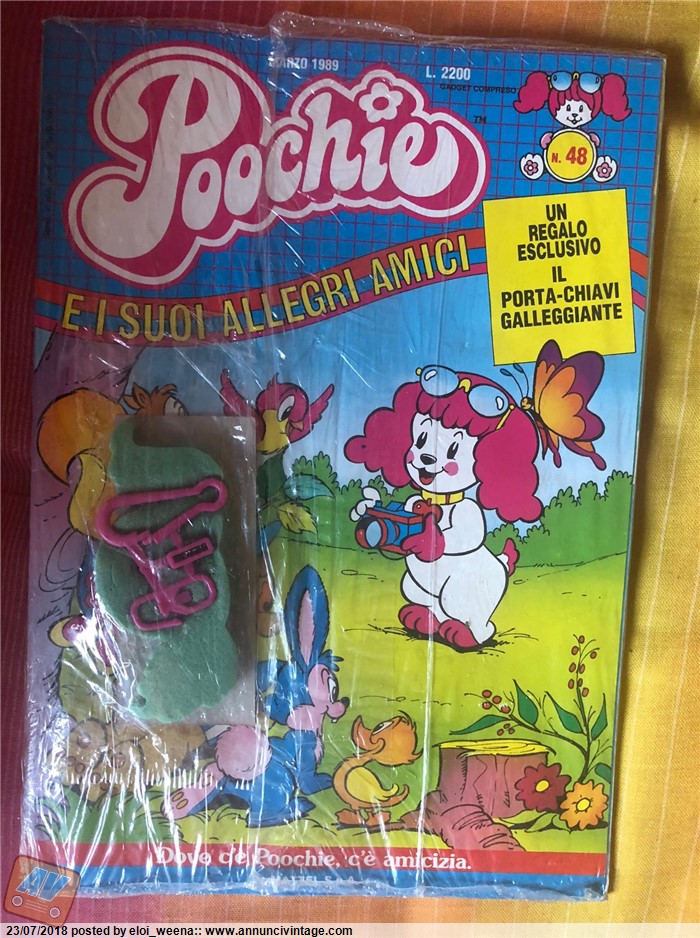 MARZO 1989
L. 2200
GADGET COMPRESO
Poochie
TM
N. 48
UN
REGALO
ESCLUSIVO
IL
PORTA-CHIAVI
GALLEGGIANTE
E I SUOI ALLEGRI AMICI
Dove c'è Poochie, c'è amicizia.
AV
23/07/2018 posted by eloi_weena:: www.annuncivintage.com